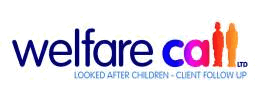 welfare call LTD
LOOKED AFTER CHILDREN - CLIENT FOLLOW UP